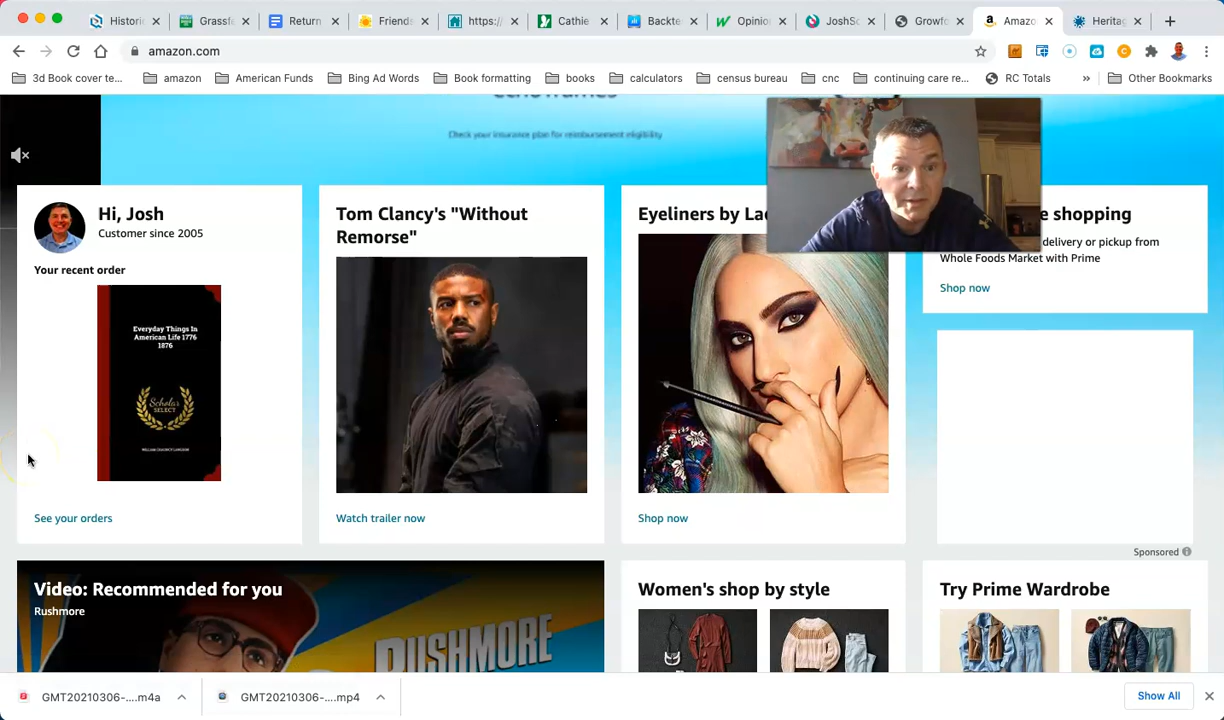 Historic
Grassfe
Return
Friends
https:/
Cathie
Backte
Opinio
JoshSc
Growfo
Amazo
Heritag
amazon.com
3d Book cover te...
amazon
American Funds
Bing Ad Words
Book formatting
books
calculators
census bureau
cnc
continuing care re...
RC Totals
»
Other Bookmarks
Check your insurance plan for reimbursement eligibility
Hi, Josh
Customer since 2005
Your recent order
Everyday Things In
American Life 1776
1876
Scholar
SELECT
See your orders
Tom Clancy's "Without
Remorse"
Watch trailer now
Eyeliners by La
Shop now
e shopping
delivery or pickup from
Whole Foods Market with Prime
Shop now
Sponsored
Video: Recommended for you
Rushmore
RUSHMORE
Women's shop by style
Try Prime Wardrobe
GMT20210306-....m4a
GMT20210306-....mp4
Show All